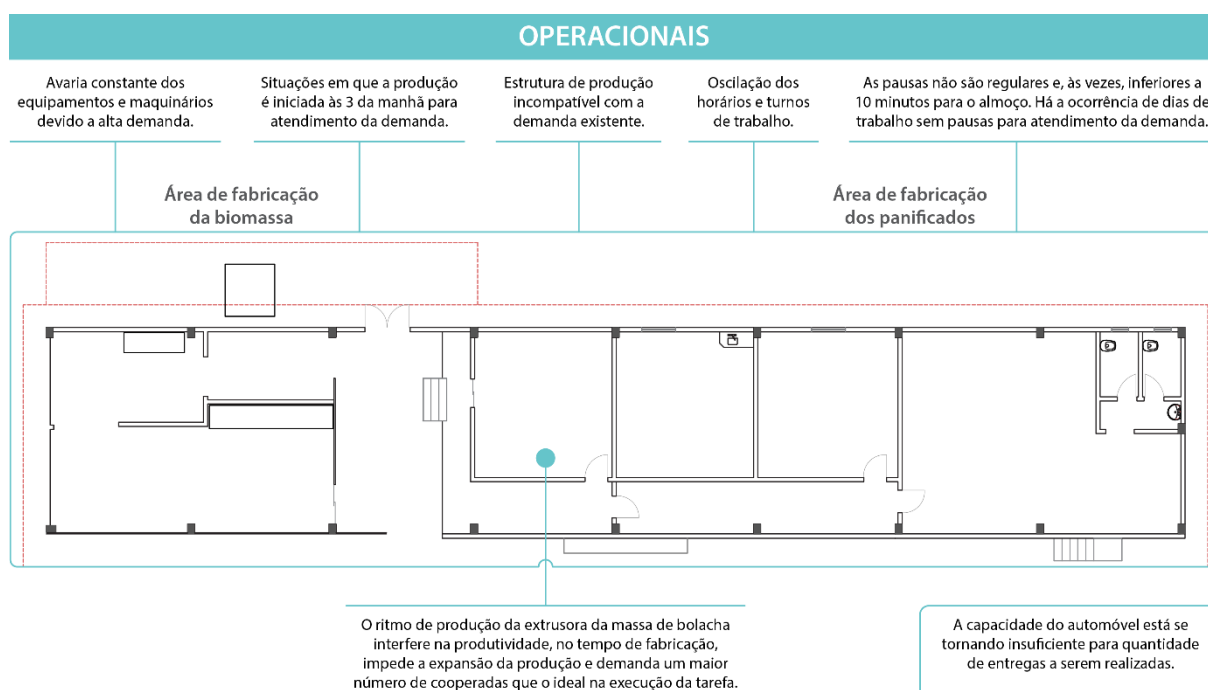 OPERACIONAIS
Avaria constante dos
equipamentos e maquinários
devido a alta demanda.
Situações em que a produção
é iniciada às 3 da manhã para
atendimento da demanda.
Estrutura de produção
incompatível com a
demanda existente.
Oscilação dos
horários e turnos
de trabalho.
As pausas não são regulares e, às vezes, inferiores a
10 minutos para o almoço. Há a ocorrência de dias de
trabalho sem pausas para atendimento da demanda.
Área de fabricação
da biomassa
Área de fabricação
dos panificados
O ritmo de produção da extrusora da massa de bolacha
interfere na produtividade, no tempo de fabricação,
impede a expansão da produção e demanda um maior
número de cooperadas que o ideal na execução da tarefa.
A capacidade do automóvel está se
tornando insuficiente para quantidade
de entregas a serem realizadas.